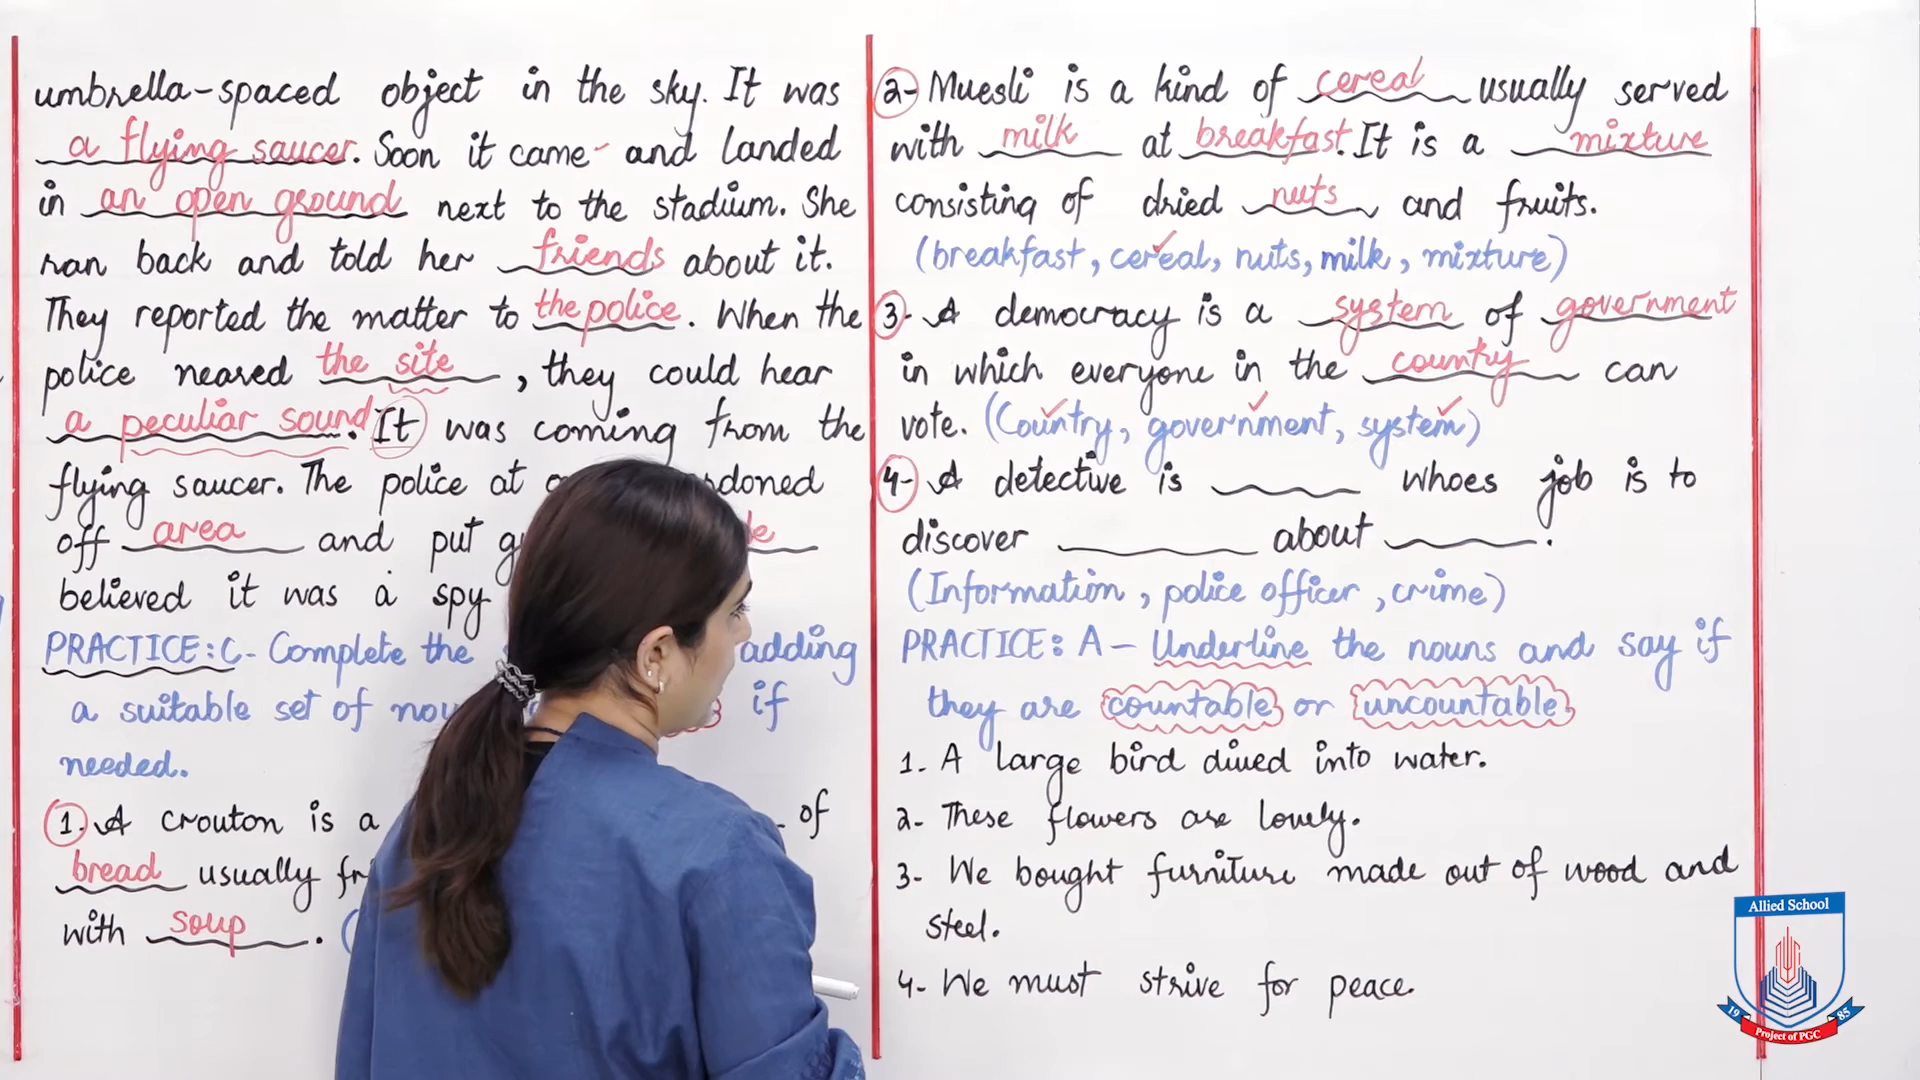 umbrella-spaced object in the sky. It was
a flying saucer. Soon it came and landed
in an open ground next to the stadium. She
ran back and told her friends about it.
They reported the matter to the police. When the
police neared the site, they could hear
a peculiar sound. It was coming from the
flying saucer. The police at
off area and put
believed it was a spy
PRACTICE: C- Complete the adding
a suitable set of if
needed.
1. A crouton is a of
bread usually
with soup.
2- Muesli is a kind of cereal usually served
with milk at breakfast. It is a mixture
consisting of dried nuts and fruits.
(breakfast, cereal, nuts, milk, mixture)
3- A democracy is a system of government
in which everyone in the country can
vote. (Country, government, system)
4- A detective is ______ whoes job is to
discover ______ about ______.
(Information, police officer, crime)
PRACTICE: A- Underline the nouns and say if
they are countable or uncountable.
1. A large bird dived into water.
2- These flowers are lovely.
3- We bought furniture made out of wood and
steel.
4- We must strive for peace.
Allied School
19 85
Project of PGC